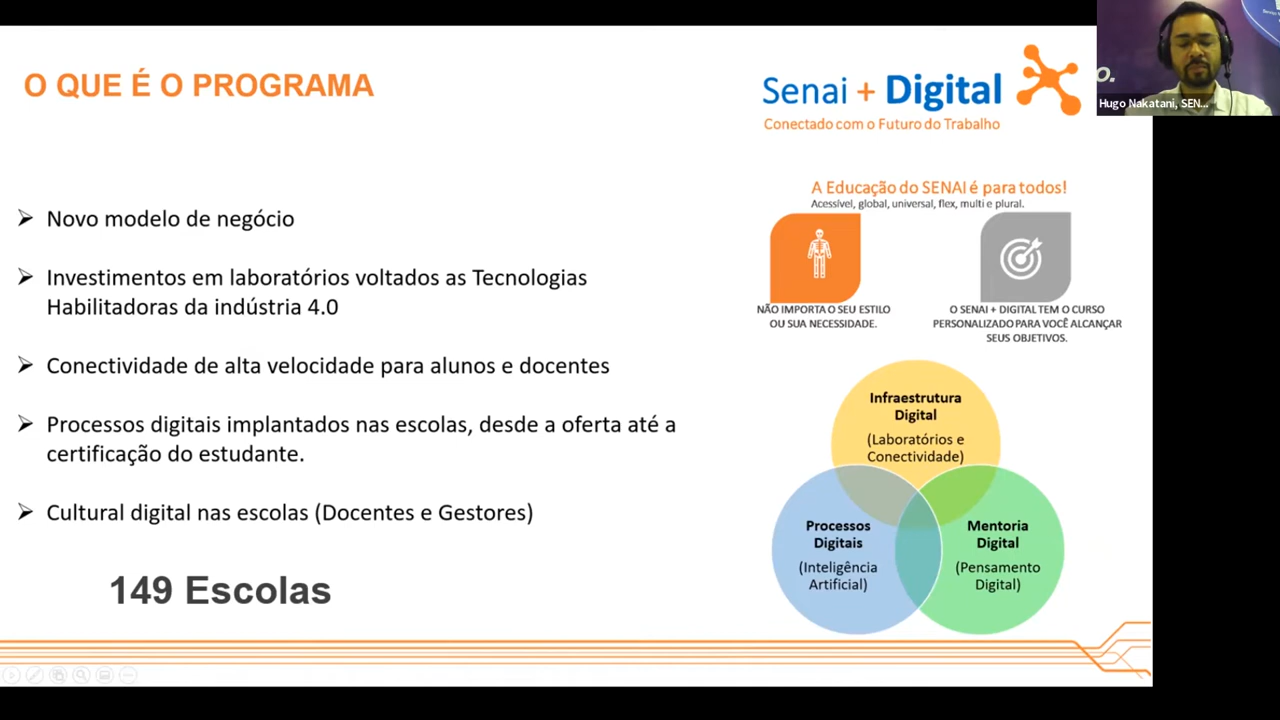 O QUE É O PROGRAMA
Senai + Digital
Conectado com o Futuro do Trabalho
O.
Hugo Nakatani, SEN...
Novo modelo de negócio
Investimentos em laboratórios voltados as Tecnologias
Habilitadoras da indústria 4.0
Conectividade de alta velocidade para alunos e docentes
Processos digitais implantados nas escolas, desde a oferta até a
certificação do estudante.
Cultural digital nas escolas (Docentes e Gestores)
149 Escolas
A Educação do SENAI é para todos!
Acessível, global, universal, flex, multi e plural.
NÃO IMPORTA O SEU ESTILO
OU SUA NECESSIDADE.
O SENAI + DIGITAL TEM O CURSO
PERSONALIZADO PARA VOCÊ ALCANÇAR
SEUS OBJETIVOS.
Infraestrutura
Digital
(Laboratórios e
Conectividade)
Processos
Digitais
(Inteligência
Artificial)
Mentoria
Digital
(Pensamento
Digital)